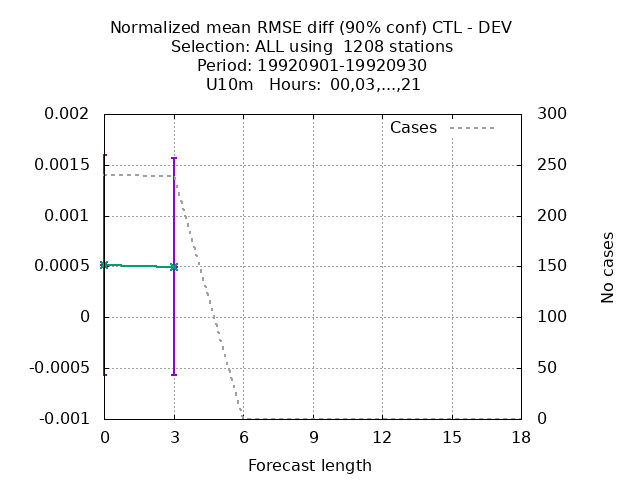 Normalized mean RMSE diff (90% conf) CTL - DEV
Selection: ALL using  1208 stations
Period: 19920901-19920930
U10m   Hours:  00,03,...,21
0.002
0.0015
0.001
0.0005
0
-0.0005
-0.001
Cases
300
250
200
150
100
50
0
No cases
0 3 6 9 12 15 18
Forecast length